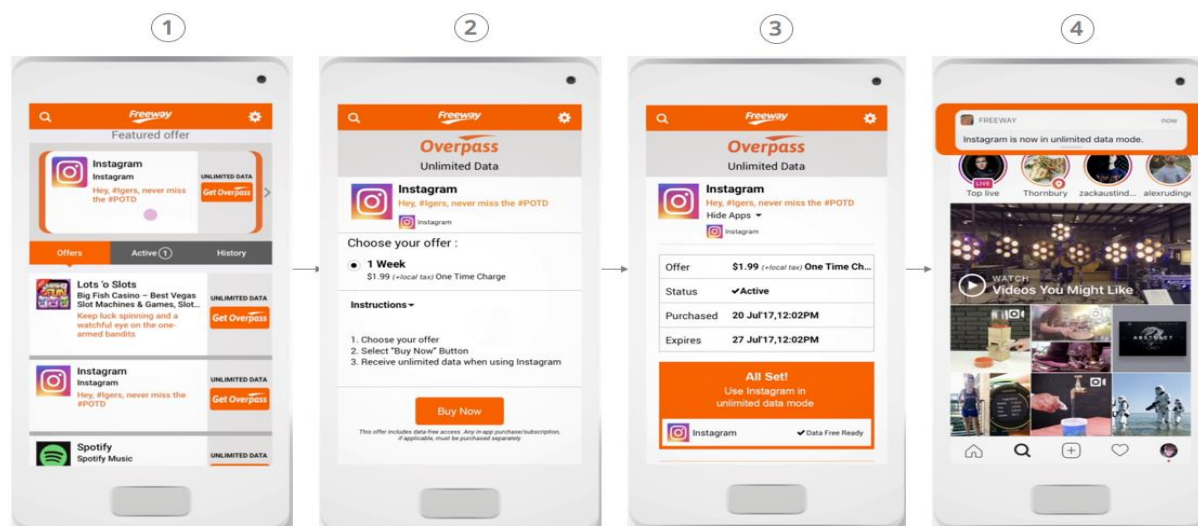 1
Freeway
Featured offer
Instagram
Instagram
Hey, #Igers, never miss
the #POTD
UNLIMITED DATA
Get Overpass
Offers
Active 1
History
Lots 'o Slots
Big Fish Casino – Best Vegas
Slot Machines & Games, Slot...
Keep luck spinning and a
watchful eye on the one-
armed bandits
UNLIMITED DATA
Get Overpass
Instagram
Instagram
Hey, #Igers, never miss the
#POTD
UNLIMITED DATA
Get Overpass
Spotify
Spotify Music
UNLIMITED DATA
2
Freeway
Overpass
Unlimited Data
Instagram
Hey, #Igers, never miss the #POTD
Instagram
Choose your offer :
1 Week
$1.99 (+local tax) One Time Charge
Instructions
1. Choose your offer
2. Select "Buy Now" Button
3. Receive unlimited data when using Instagram
Buy Now
This offer includes data-free access. Any in-app purchase/subscription,
if applicable, must be purchased separately
3
Freeway
Overpass
Unlimited Data
Instagram
Hey, #Igers, never miss the #POTD
Hide Apps
Instagram
Offer $1.99 (+local tax) One Time Ch...
Status ✔Active
Purchased 20 Jul'17,12:02PM
Expires 27 Jul'17,12:02PM
All Set!
Use Instagram in
unlimited data mode
Instagram ✔Data Free Ready
4
FREEWAY now
Instagram is now in unlimited data mode.
LIVE
Top live Thornbury zackaustind... alexrudinge
WATCH
Videos You Might Like
ABSTRACT